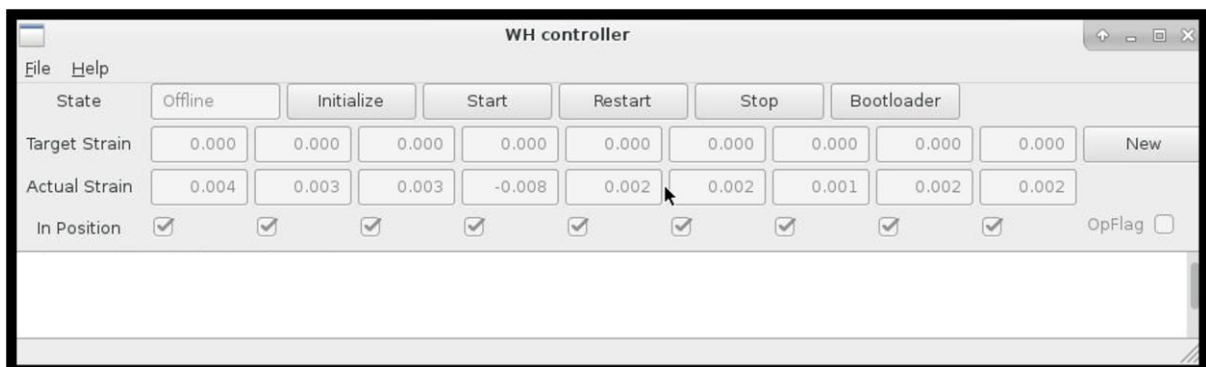 WH controller
File Help
State Offline Initialize Start Restart Stop Bootloader
Target Strain 0.000 0.000 0.000 0.000 0.000 0.000 0.000 0.000 0.000 New
Actual Strain 0.004 0.003 0.003 -0.008 0.002 0.002 0.001 0.002 0.002
In Position OpFlag